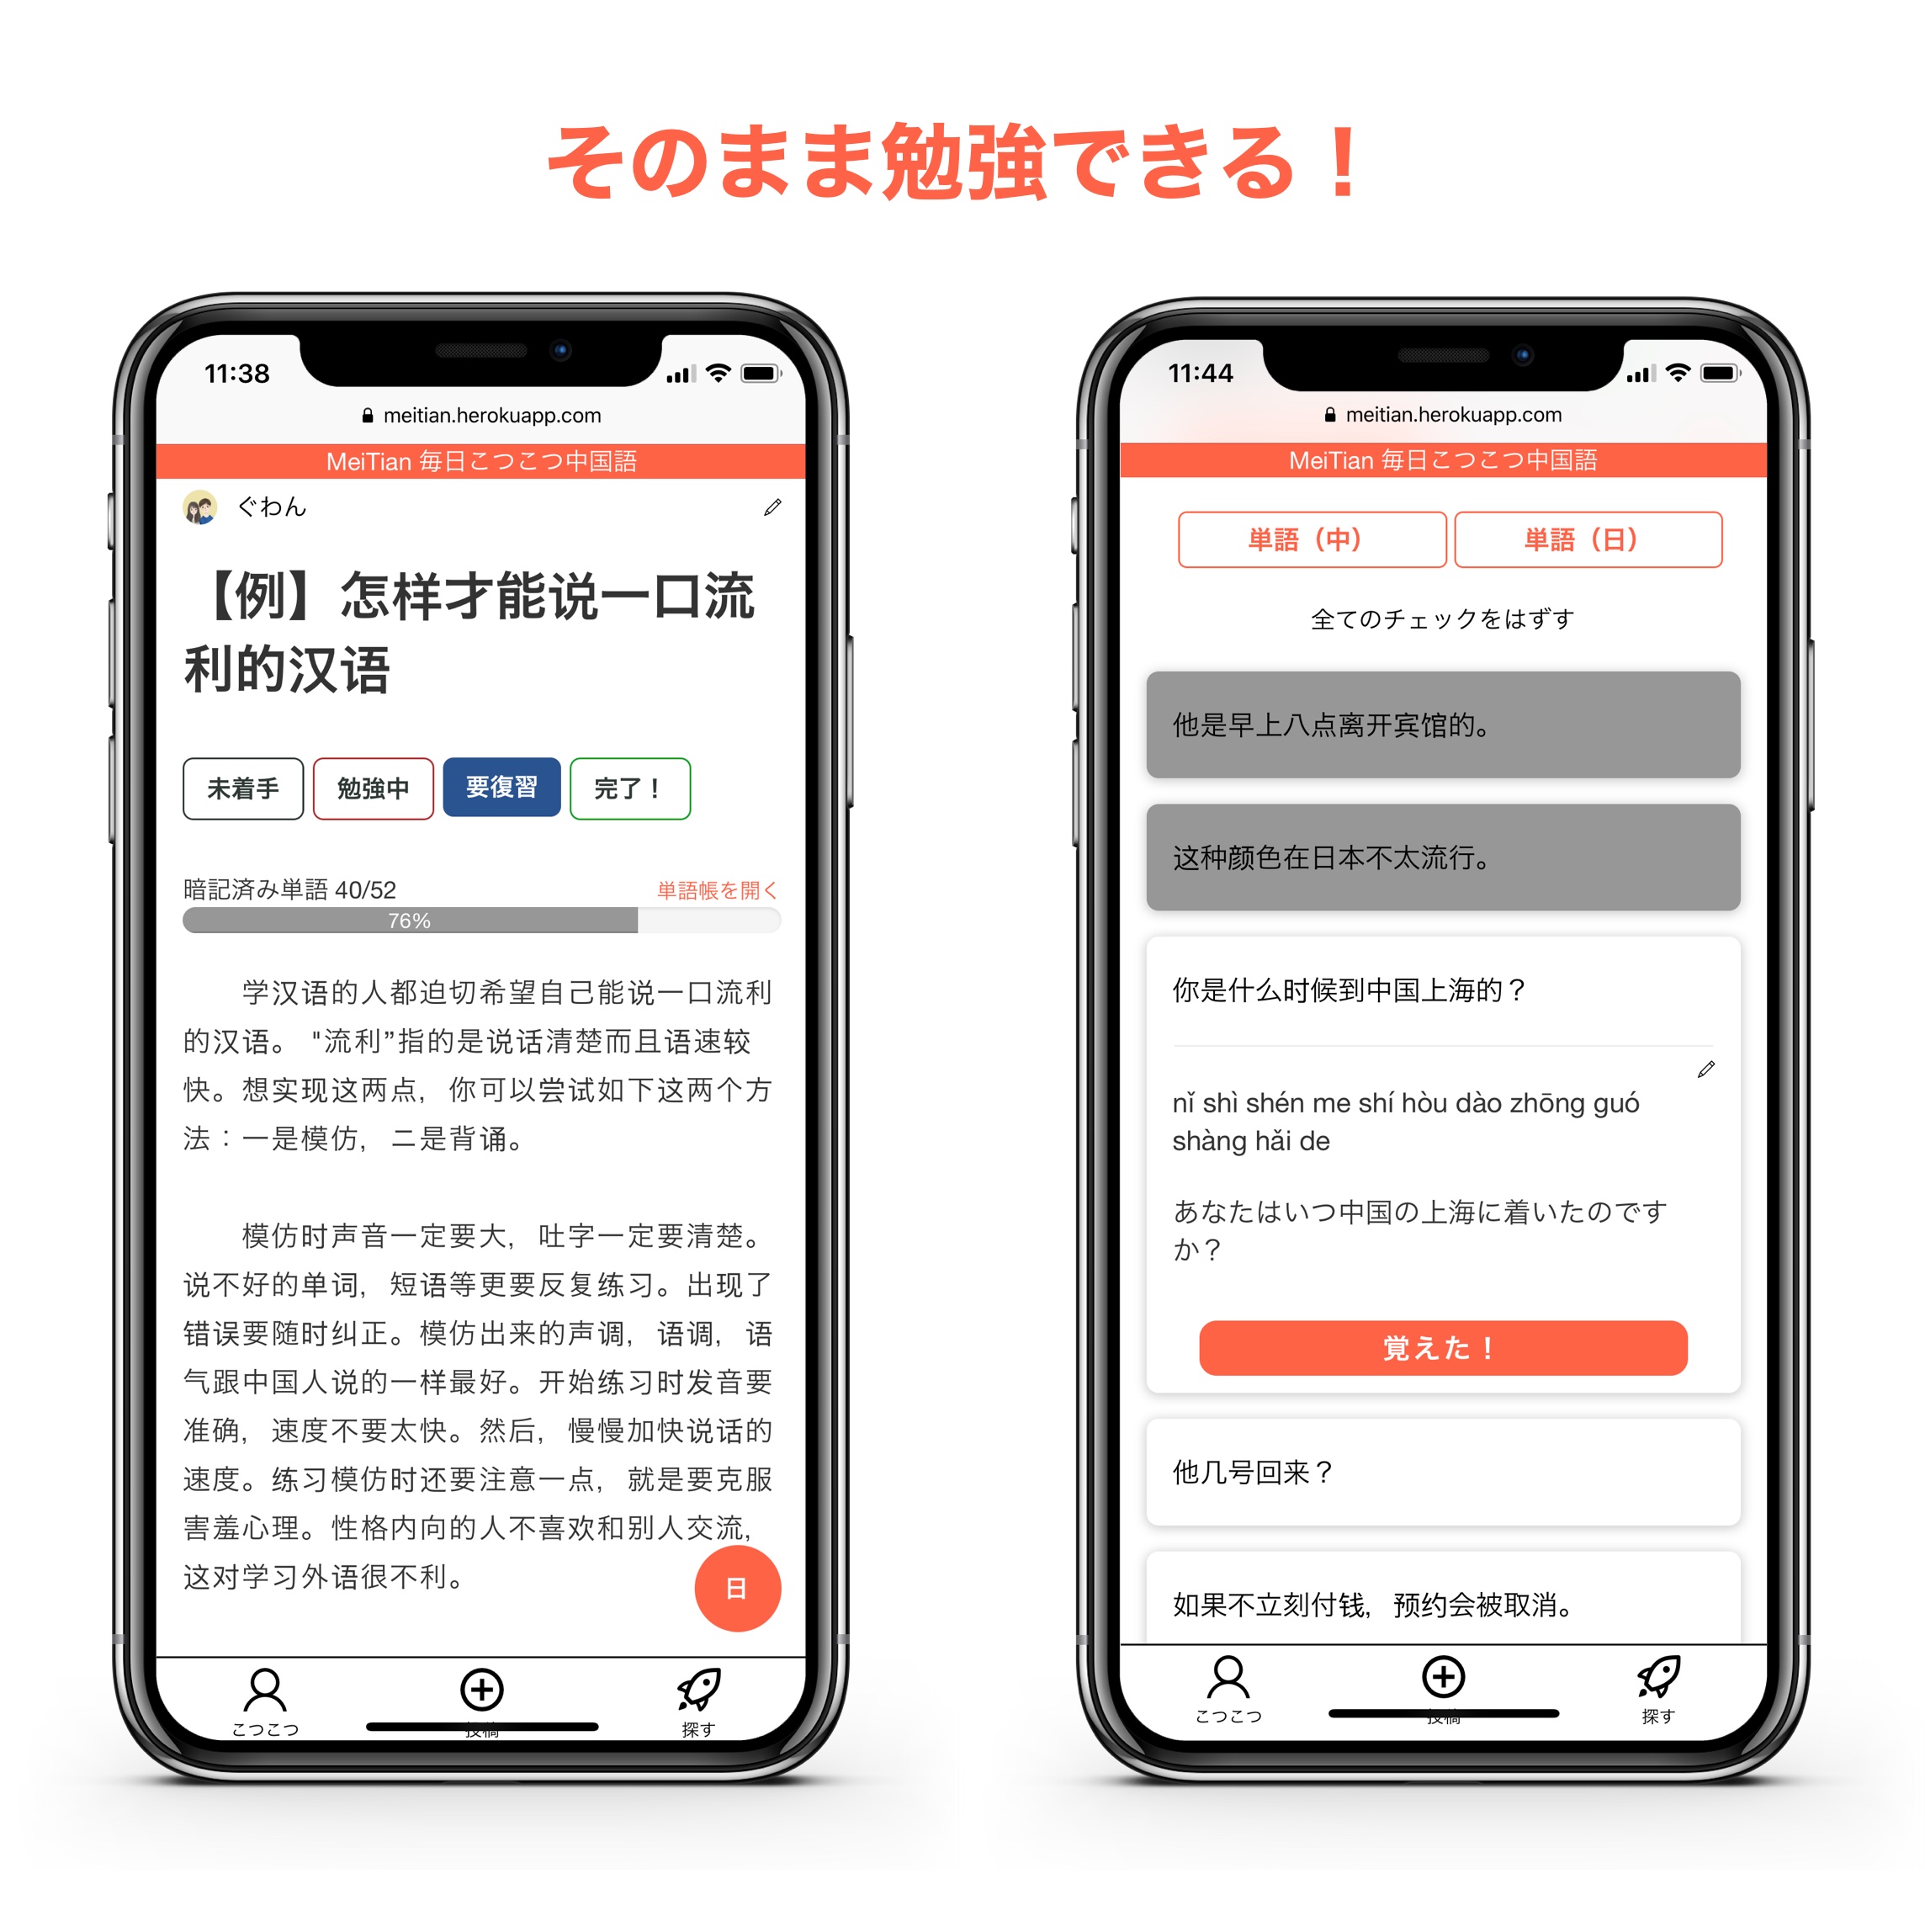 そのまま勉強できる！
11:38
meitian.herokuapp.com
MeiTian 毎日こつこつ中国語
ぐわん
【例】怎样才能说一口流
利的汉语
未着手 勉強中 要復習 完了！
暗記済み単語 40/52 単語帳を開く
76%
学汉语的人都迫切希望自己能说一口流利
的汉语。 "流利”指的是说话清楚而且语速较
快。想实现这两点，你可以尝试如下这两个方
法：一是模仿，二是背诵。
模仿时声音一定要大，吐字一定要清楚。
说不好的单词，短语等更要反复练习。出现了
错误要随时纠正。模仿出来的声调，语调，语
气跟中国人说的一样最好。开始练习时发音要
准确，速度不要太快。然后，慢慢加快说话的
速度。练习模仿时还要注意一点，就是要克服
害羞心理。性格内向的人不喜欢和别人交流，
这对学习外语很不利。
日
こつこつ 投稿 探す
11:44
meitian.herokuapp.com
MeiTian 毎日こつこつ中国語
単語（中） 単語（日）
全てのチェックをはずす
他是早上八点离开宾馆的。
这种颜色在日本不太流行。
你是什么时候到中国上海的？
nǐ shì shén me shí hòu dào zhōng guó
shàng hǎi de
あなたはいつ中国の上海に着いたのです
か？
覚えた！
他几号回来？
如果不立刻付钱，预约会被取消。
こつこつ 投稿 探す